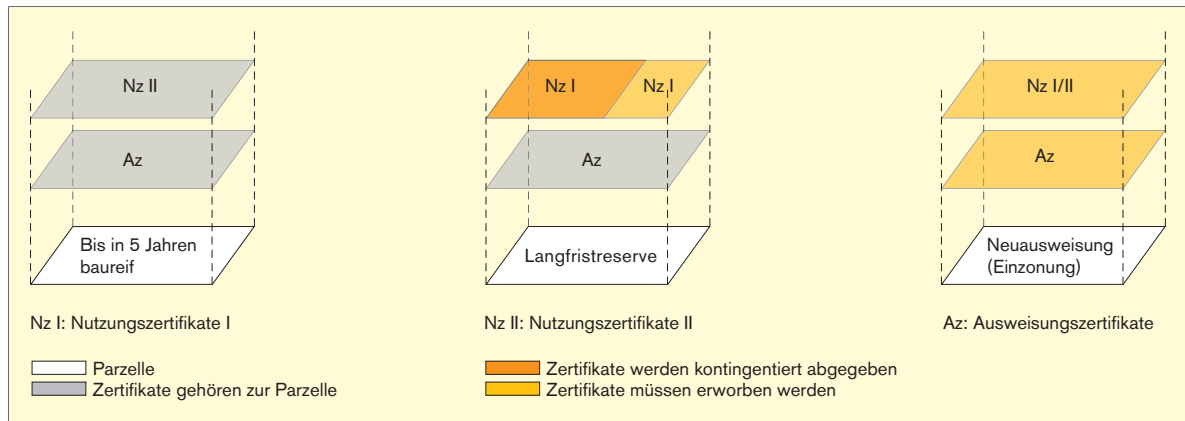 Nz II
Az
Bis in 5 Jahren
baureif
Nz I
Nz I
Az
Langfristreserve
Nz I/II
Az
Neuausweisung
(Einzonung)
Nz I: Nutzungszertifikate I
Nz II: Nutzungszertifikate II
Az: Ausweisungszertifikate
Parzelle
Zertifikate gehören zur Parzelle
Zertifikate werden kontingentiert abgegeben
Zertifikate müssen erworben werden